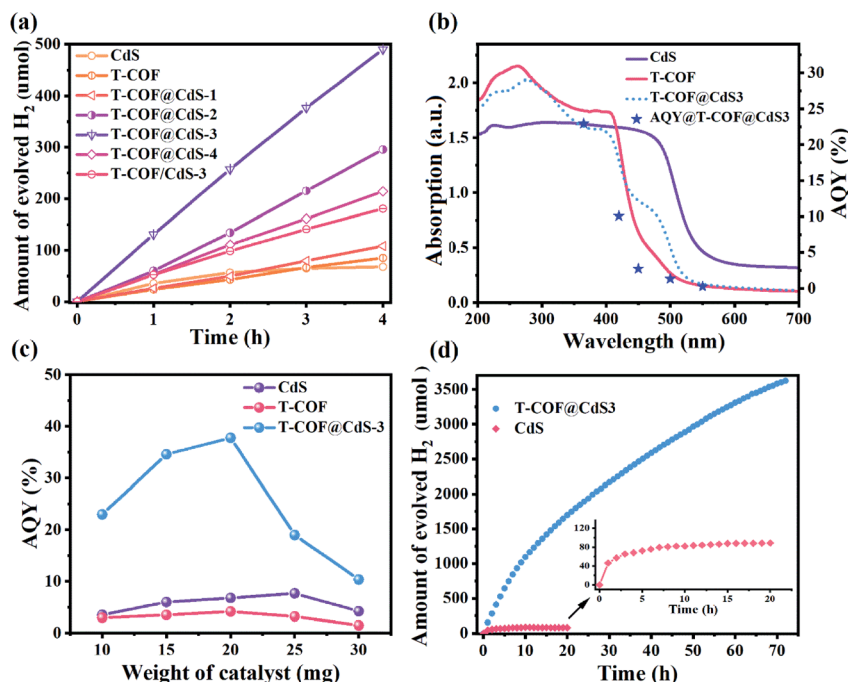 (a)
Amount of evolved H₂ (umol)
500
400
300
200
100
0
CdS
T-COF
T-COF@CdS-1
T-COF@CdS-2
T-COF@CdS-3
T-COF@CdS-4
T-COF/CdS-3
0 1 2 3 4
Time (h)
(b)
Absorption (a.u.)
2.0
1.5
1.0
0.5
0.0
CdS
T-COF
T-COF@CdS3
AQY@T-COF@CdS3
30
25
20
15
10
5
0
AQY (%)
200 300 400 500 600 700
Wavelength (nm)
(c)
AQY (%)
50
40
30
20
10
0
CdS
T-COF
T-COF@CdS-3
10 15 20 25 30
Weight of catalyst (mg)
(d)
Amount of evolved H₂ (umol)
3500
3000
2500
2000
1500
1000
500
0
T-COF@CdS3
CdS
120
80
40
0
0 5 10 15 20
Time (h)
0 10 20 30 40 50 60 70
Time (h)